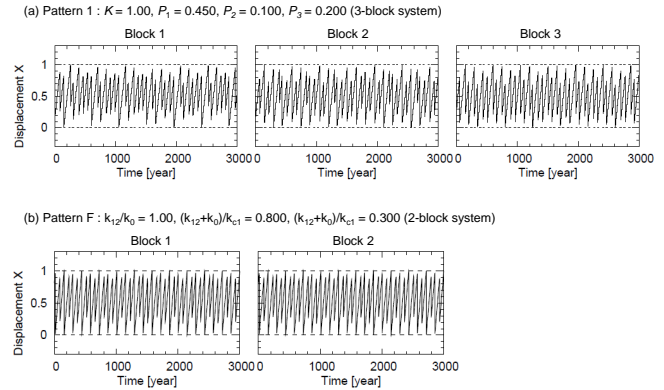 (a) Pattern 1 : K = 1.00, P1 = 0.450, P2 = 0.100, P3 = 0.200 (3-block system)
Block 1 Block 2 Block 3
Displacement X
1
0.5
0
0 1000 2000 3000 0 1000 2000 3000 0 1000 2000 3000
Time [year] Time [year] Time [year]
(b) Pattern F : k12/k0 = 1.00, (k12+k0)/kc1 = 0.800, (k12+k0)/kc1 = 0.300 (2-block system)
Block 1 Block 2
Displacement X
1
0.5
0
0 1000 2000 3000 0 1000 2000 3000
Time [year] Time [year]